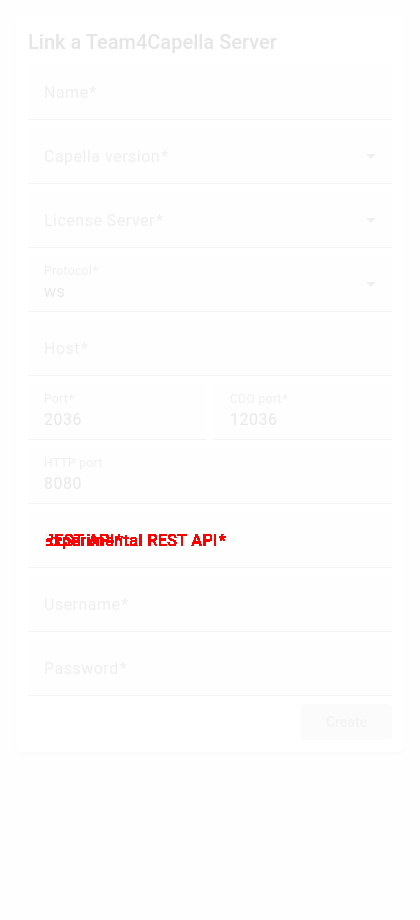 Link a Team4Capella Server
Name*
Capella version*
License Server*
Protocol*
ws
Host*
Port*
2036
CDO port*
12036
HTTP port
8080
REST API*
Username*
Password*
Create